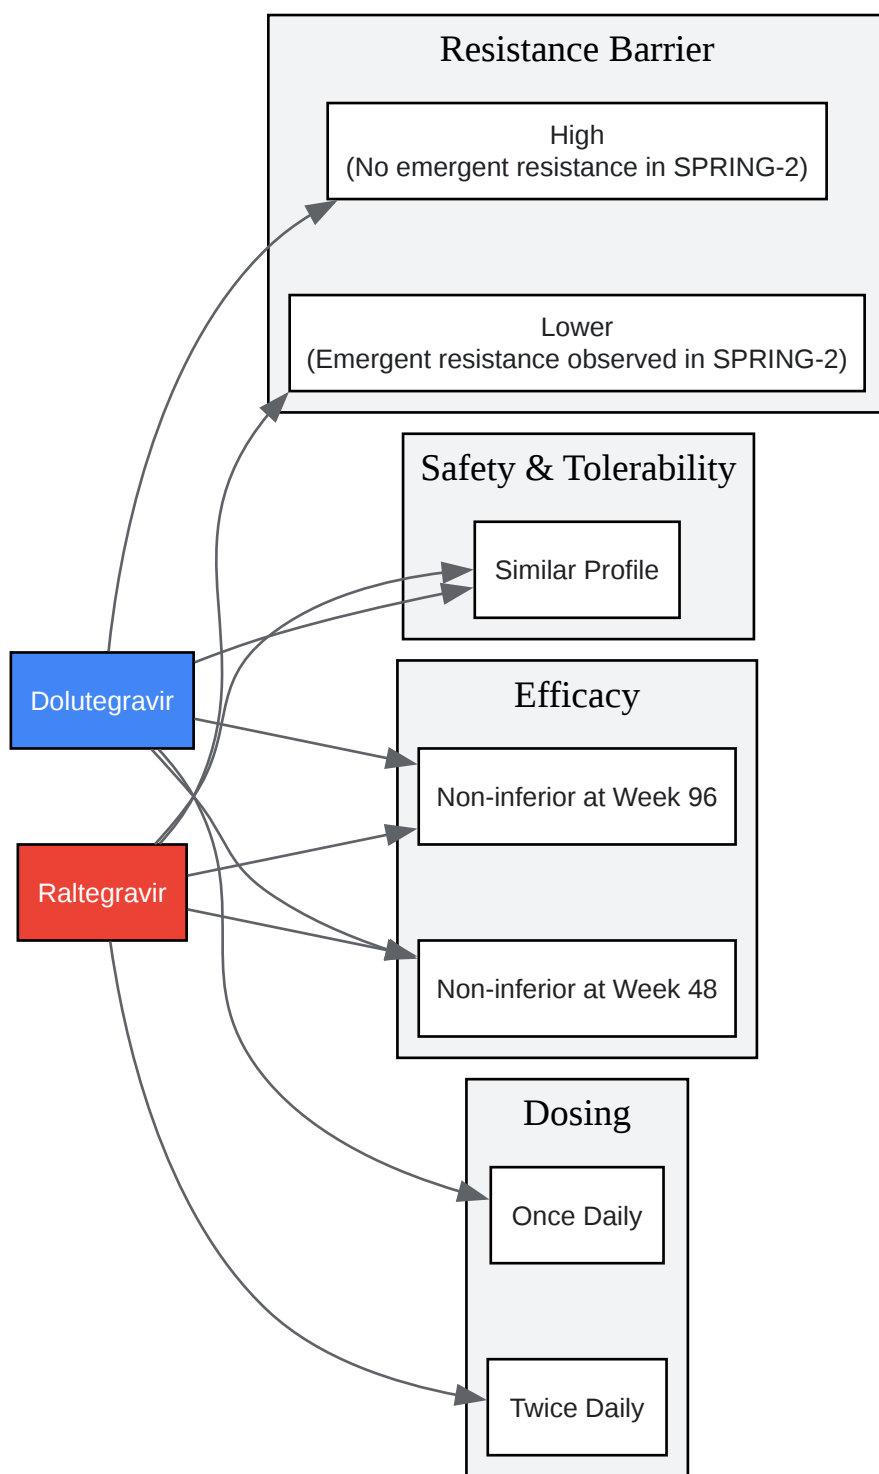 Resistance Barrier
High
(No emergent resistance in SPRING-2)
Lower
(Emergent resistance observed in SPRING-2)
Safety & Tolerability
Similar Profile
Dolutegravir
Efficacy
Non-inferior at Week 96
Raltegravir
Non-inferior at Week 48
Dosing
Once Daily
Twice Daily